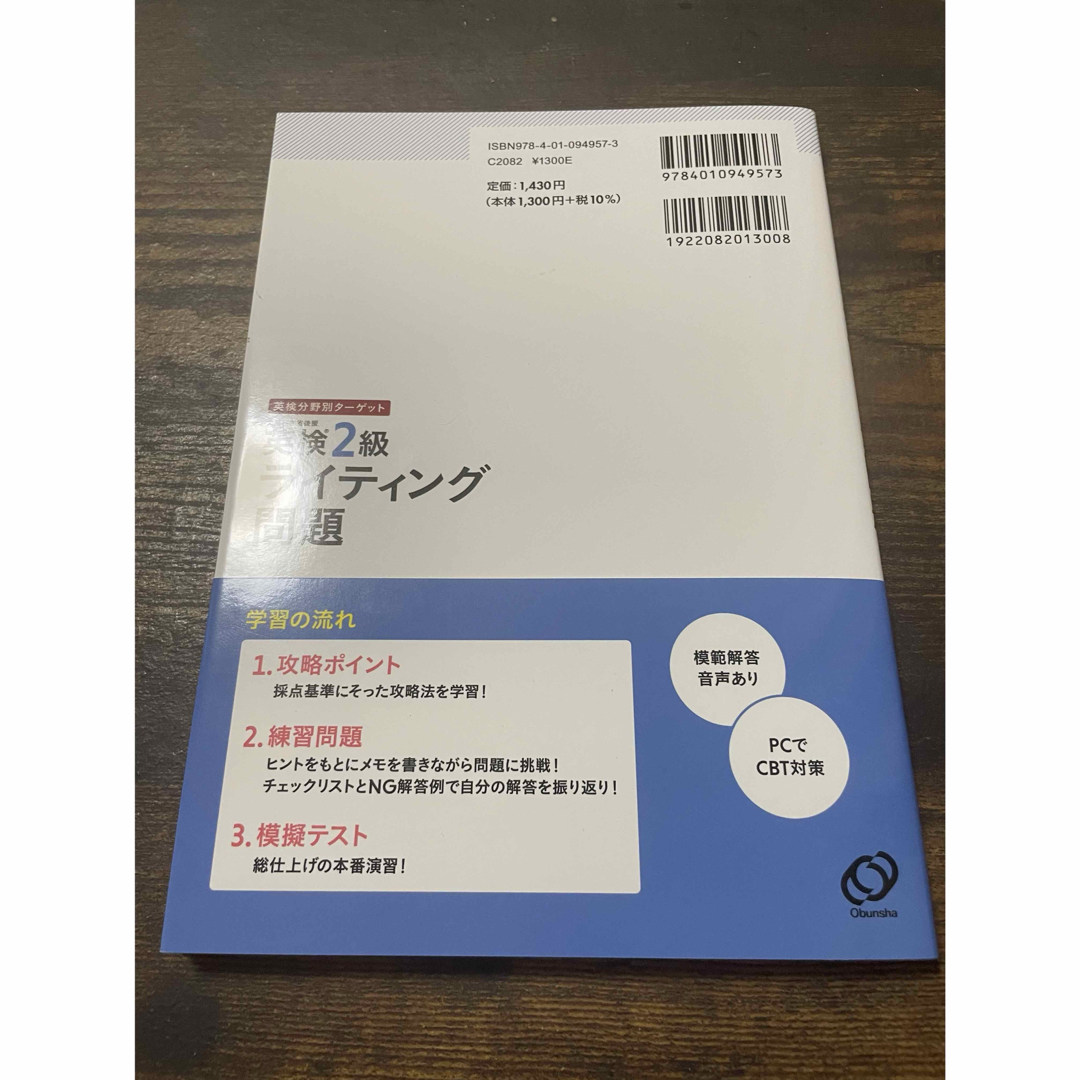 ISBN978-4-01-094957-3
C2082 ¥1300E
定価：1,430円
（本体1,300円＋税10%）
9784010949573
1922082013008
英検分野別ターゲット
英検®2級
ライティング
問題
学習の流れ
1. 攻略ポイント
採点基準にそった攻略法を学習！
2. 練習問題
ヒントをもとにメモを書きながら問題に挑戦！
チェックリストとNG解答例で自分の解答を振り返り！
3. 模擬テスト
総仕上げの本番演習！
模範解答
音声あり
PCで
CBT対策
Obunsha